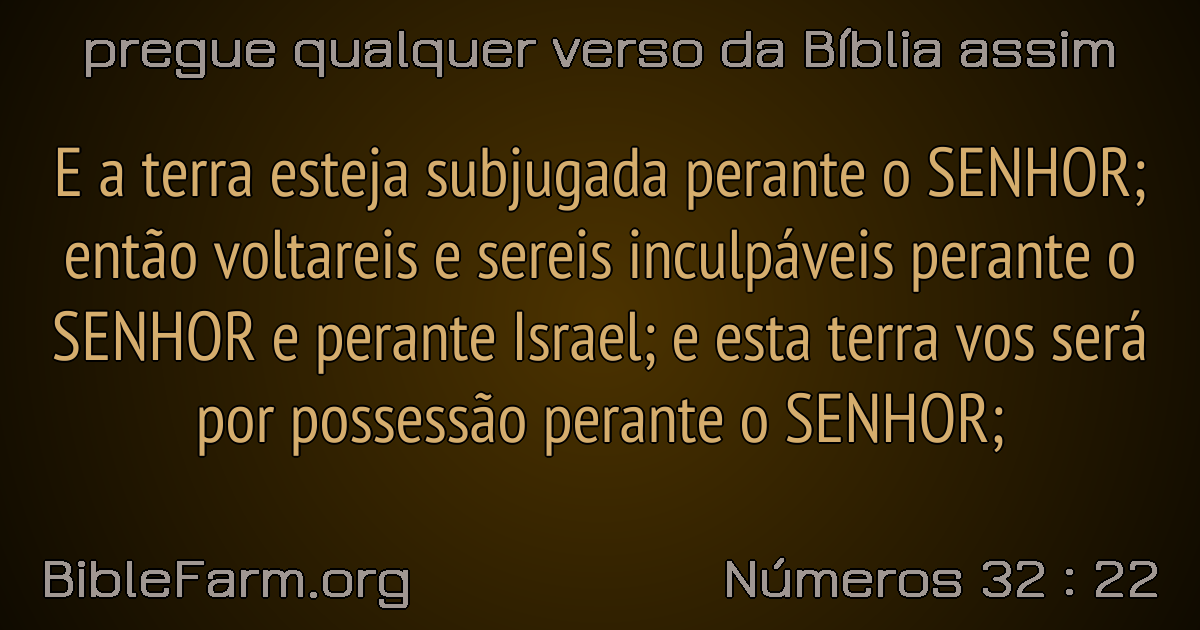 pregue qualquer verso da Bíblia assim
E a terra esteja subjugada perante o SENHOR;
então voltareis e sereis inculpáveis perante o
SENHOR e perante Israel; e esta terra vos será
por possessão perante o SENHOR;
BibleFarm.org
Números 32 : 22